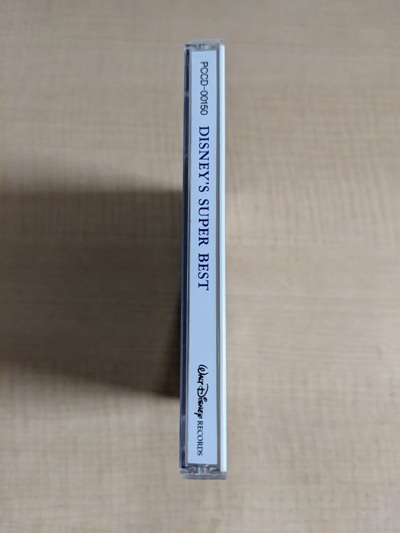 PCCD-00150
DISNEY'S SUPER BEST
WALT DISNEY RECORDS